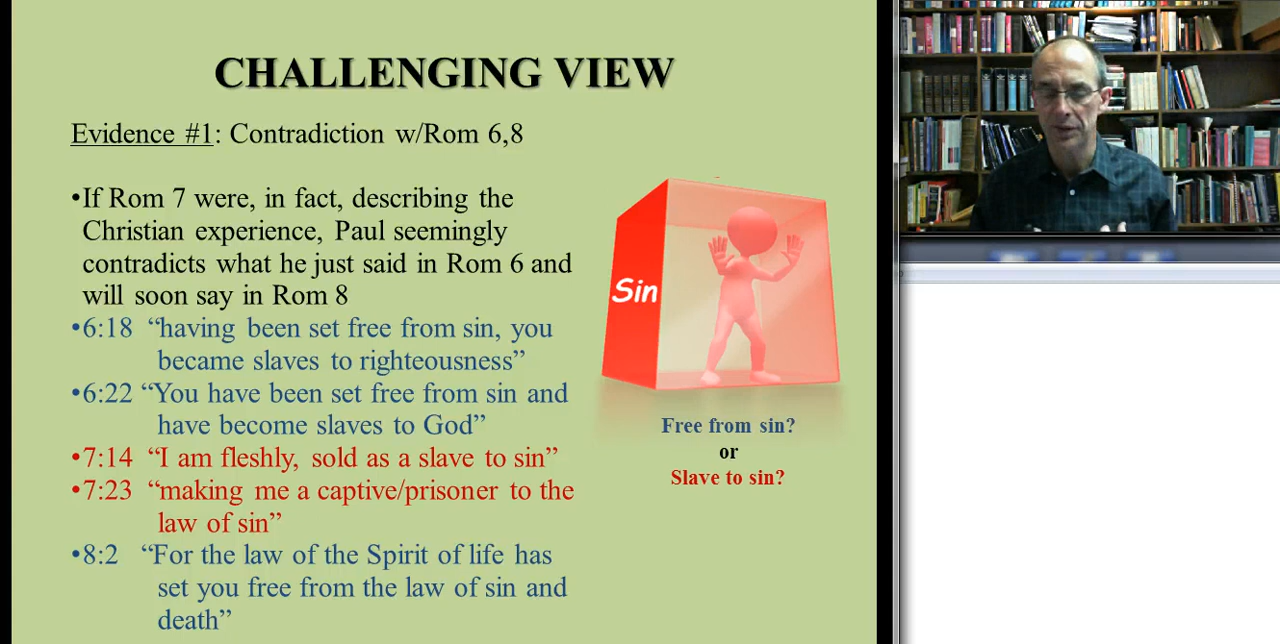 CHALLENGING VIEW
Evidence #1: Contradiction w/Rom 6,8
•If Rom 7 were, in fact, describing the
Christian experience, Paul seemingly
contradicts what he just said in Rom 6 and
will soon say in Rom 8
•6:18 “having been set free from sin, you
became slaves to righteousness”
•6:22 “You have been set free from sin and
have become slaves to God”
•7:14 “I am fleshly, sold as a slave to sin”
•7:23 “making me a captive/prisoner to the
law of sin”
•8:2 “For the law of the Spirit of life has
set you free from the law of sin and
death”
Sin
Free from sin?
or
Slave to sin?